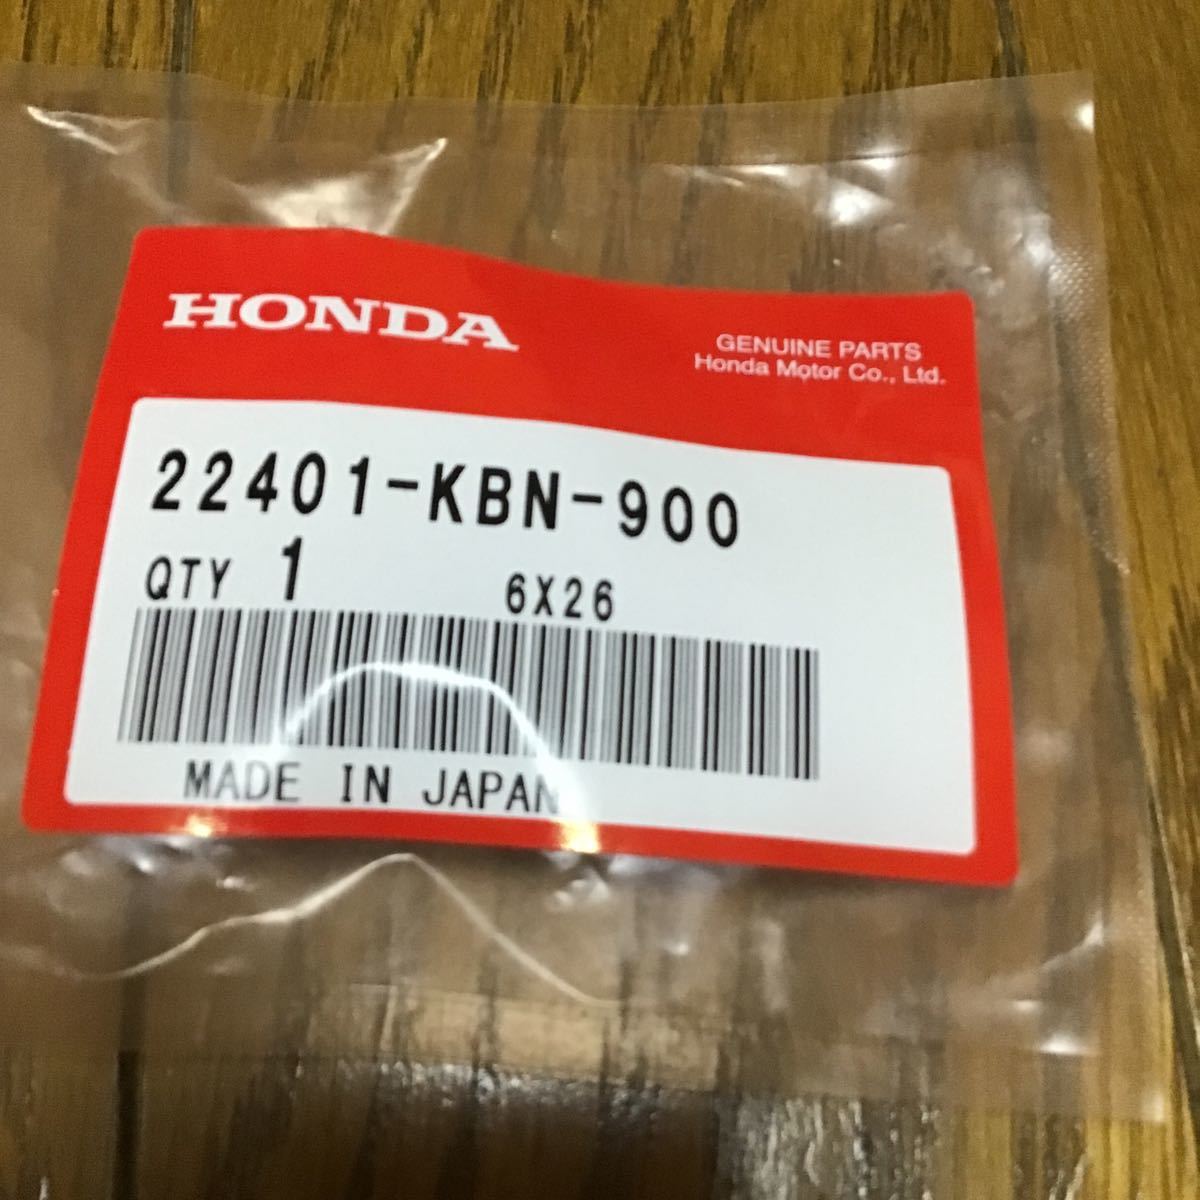 HONDA
GENUINE PARTS
Honda Motor Co., Ltd.
22401-KBN-900
QTY 1 6X26
MADE IN JAPAN